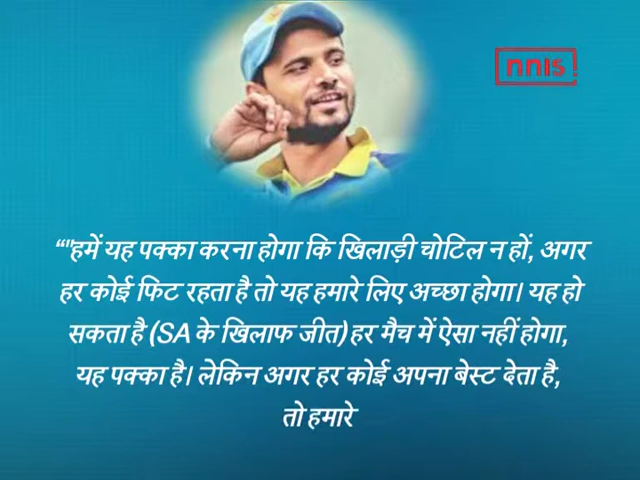 nnis
“"हमें यह पक्का करना होगा कि खिलाड़ी चोटिल न हों, अगर
हर कोई फिट रहता है तो यह हमारे लिए अच्छा होगा। यह हो
सकता है (SA के खिलाफ जीत) हर मैच में ऐसा नहीं होगा,
यह पक्का है। लेकिन अगर हर कोई अपना बेस्ट देता है,
तो हमारे